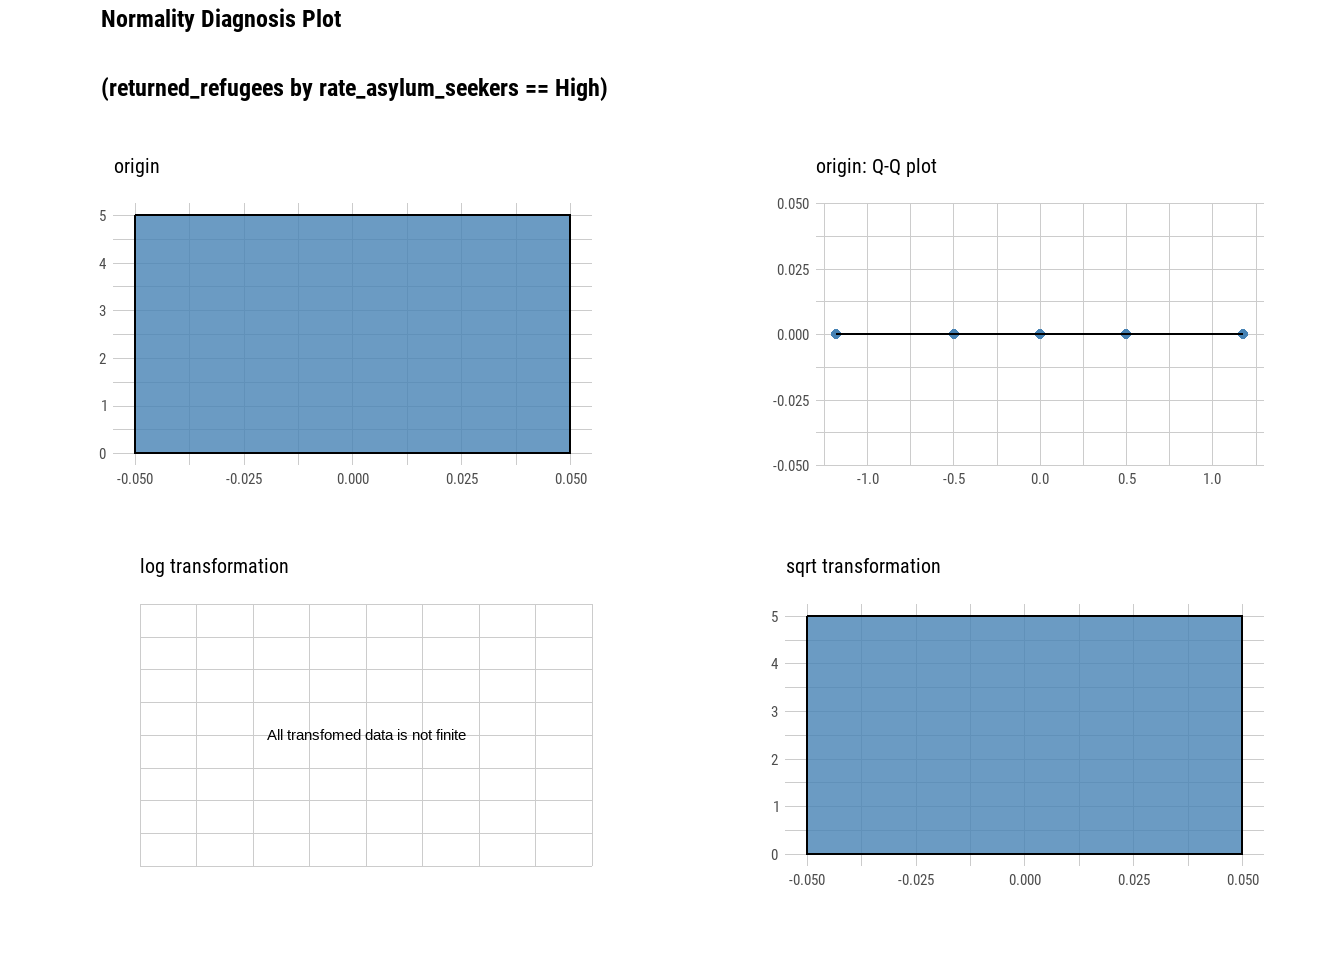 Normality Diagnosis Plot
(returned_refugees by rate_asylum_seekers == High)
origin
5
4
3
2
1
0
-0.050 -0.025 0.000 0.025 0.050
origin: Q-Q plot
0.050
0.025
0.000
-0.025
-0.050
-1.0 -0.5 0.0 0.5 1.0
log transformation
All transfomed data is not finite
sqrt transformation
5
4
3
2
1
0
-0.050 -0.025 0.000 0.025 0.050